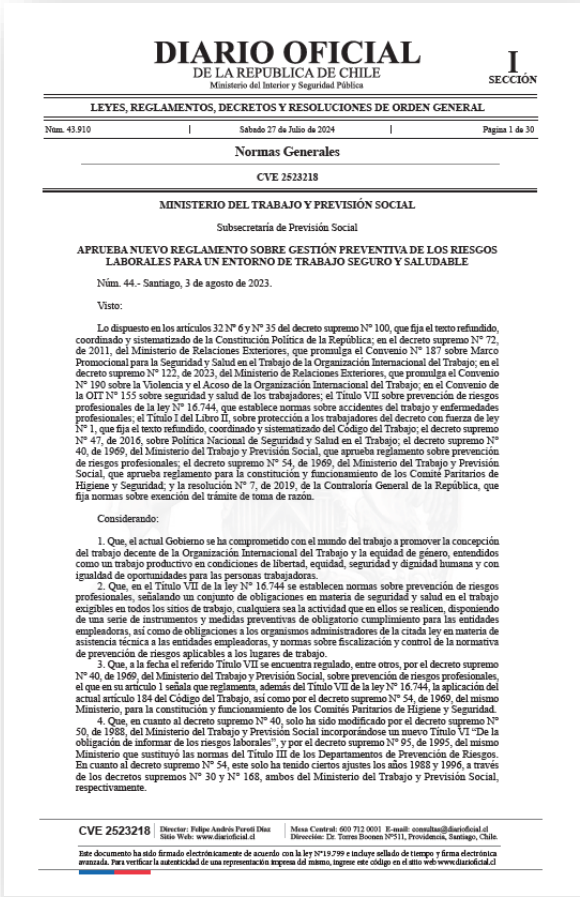 DIARIO OFICIAL
DE LA REPUBLICA DE CHILE
Ministerio del Interior y Seguridad Pública
I
SECCIÓN
LEYES, REGLAMENTOS, DECRETOS Y RESOLUCIONES DE ORDEN GENERAL
Núm. 43.910 | Sábado 27 de Julio de 2024 | Página 1 de 30
Normas Generales
CVE 2523218
MINISTERIO DEL TRABAJO Y PREVISIÓN SOCIAL
Subsecretaría de Previsión Social
APRUEBA NUEVO REGLAMENTO SOBRE GESTIÓN PREVENTIVA DE LOS RIESGOS
LABORALES PARA UN ENTORNO DE TRABAJO SEGURO Y SALUDABLE
Núm. 44.- Santiago, 3 de agosto de 2023.
Visto:
Lo dispuesto en los artículos 32 Nº 6 y Nº 35 del decreto supremo Nº 100, que fija el texto refundido,
coordinado y sistematizado de la Constitución Política de la República; en el decreto supremo Nº 72,
de 2011, del Ministerio de Relaciones Exteriores, que promulga el Convenio Nº 187 sobre Marco
Promocional para la Seguridad y Salud en el Trabajo de la Organización Internacional del Trabajo; en el
decreto supremo Nº 122, de 2023, del Ministerio de Relaciones Exteriores, que promulga el Convenio
Nº 190 sobre la Violencia y el Acoso de la Organización Internacional del Trabajo; en el Convenio de
la OIT Nº 155 sobre seguridad y salud de los trabajadores; el Título VII sobre prevención de riesgos
profesionales de la ley Nº 16.744, que establece normas sobre accidentes del trabajo y enfermedades
profesionales; el Título I del Libro II, sobre protección a los trabajadores del decreto con fuerza de ley
Nº 1, que fija el texto refundido, coordinado y sistematizado del Código del Trabajo; el decreto supremo
Nº 47, de 2016, sobre Política Nacional de Seguridad y Salud en el Trabajo; el decreto supremo Nº
40, de 1969, del Ministerio del Trabajo y Previsión Social, que aprueba reglamento sobre prevención
de riesgos profesionales; el decreto supremo Nº 54, de 1969, del Ministerio del Trabajo y Previsión
Social, que aprueba reglamento para la constitución y funcionamiento de los Comité Paritarios de
Higiene y Seguridad; y la resolución Nº 7, de 2019, de la Contraloría General de la República, que
fija normas sobre exención del trámite de toma de razón.
Considerando:
1. Que, el actual Gobierno se ha comprometido con el mundo del trabajo a promover la concepción
del trabajo decente de la Organización Internacional del Trabajo y la equidad de género, entendidos
como un trabajo productivo en condiciones de libertad, equidad, seguridad y dignidad humana y con
igualdad de oportunidades para las personas trabajadoras.
2. Que, en el Título VII de la ley Nº 16.744 se establecen normas sobre prevención de riesgos
profesionales, señalando un conjunto de obligaciones en materia de seguridad y salud en el trabajo
exigibles en todos los sitios de trabajo, cualquiera sea la actividad que en ellos se realicen, disponiendo
de una serie de instrumentos y medidas preventivas de obligatorio cumplimiento para las entidades
empleadoras, así como de obligaciones a los organismos administradores de la citada ley en materia de
asistencia técnica a las entidades empleadoras, y normas sobre fiscalización y control de la normativa
de prevención de riesgos aplicables a los lugares de trabajo.
3. Que, a la fecha el referido Título VII se encuentra regulado, entre otros, por el decreto supremo
Nº 40, de 1969, del Ministerio del Trabajo y Previsión Social, sobre prevención de riesgos profesionales,
el que en su artículo 1 señala que reglamenta, además del Título VII de la ley Nº 16.744, la aplicación del
actual artículo 184 del Código del Trabajo, así como por el decreto supremo Nº 54, de 1969, del mismo
Ministerio, para la constitución y funcionamiento de los Comités Paritarios de Higiene y Seguridad.
4. Que, en cuanto al decreto supremo Nº 40, solo ha sido modificado por el decreto supremo Nº
50, de 1988, del Ministerio del Trabajo y Previsión Social incorporándose un nuevo Título VI “De la
obligación de informar de los riesgos laborales”, y por el decreto supremo Nº 95, de 1995, del mismo
Ministerio que sustituyó las normas del Título III de los Departamentos de Prevención de Riesgos.
En cuanto al decreto supremo Nº 54, este solo ha tenido ciertos ajustes los años 1988 y 1996, a través
de los decretos supremos Nº 30 y Nº 168, ambos del Ministerio del Trabajo y Previsión Social,
respectivamente.
CVE 2523218
Director: Felipe Andrés Peroti Díaz
Sitio Web: www.diarioficial.cl
Mesa Central: 600 712 0001 E-mail: consultas@diarioficial.cl
Dirección: Dr. Torres Boonen Nº511, Providencia, Santiago, Chile.
Este documento ha sido firmado electrónicamente de acuerdo con la ley Nº19.799 e incluye sellado de tiempo y firma electrónica
avanzada. Para verificar la autenticidad de una representación impresa del mismo, ingrese este código en el sitio web www.diarioficial.cl